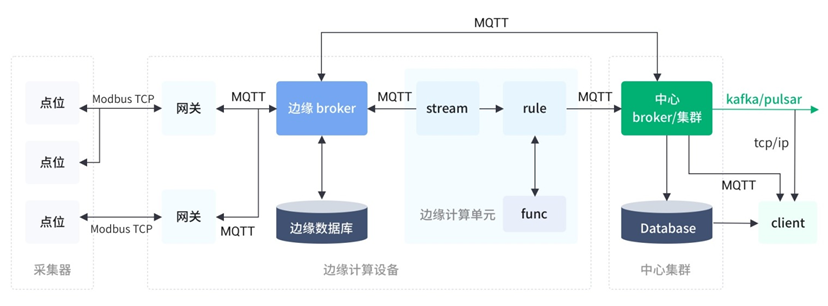 MQTT
点位
Modbus TCP
网关
MQTT
边缘 broker
MQTT
stream
rule
MQTT
中心
broker/集群
kafka/pulsar
tcp/ip
点位
MQTT
点位
Modbus TCP
网关
MQTT
边缘数据库
边缘计算单元
func
Database
client
采集器
边缘计算设备
中心集群